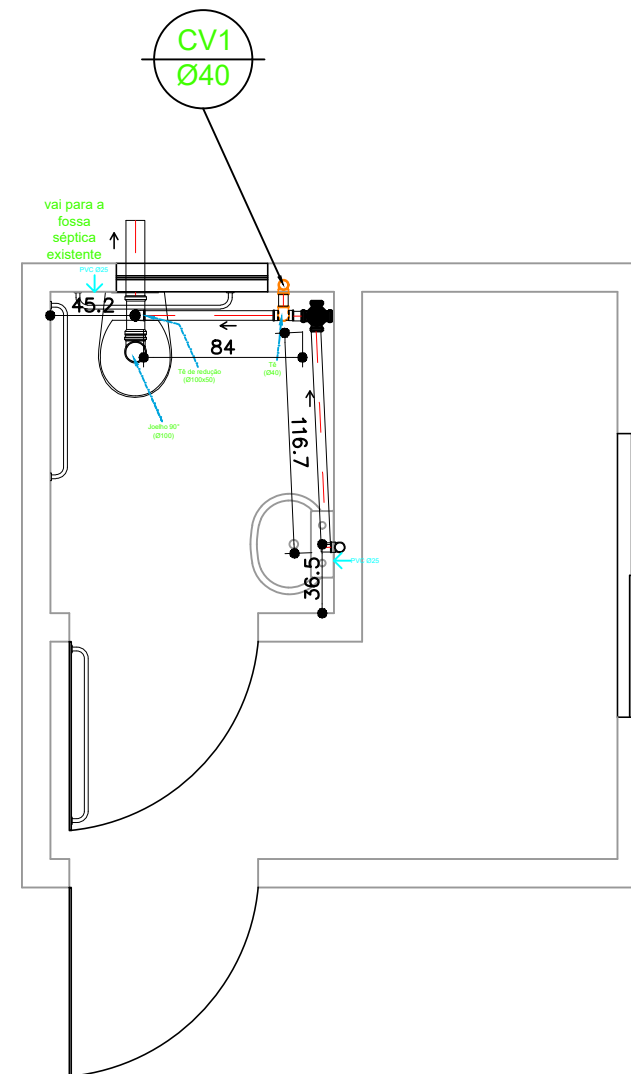 CV1
Ø40
vai para a
fossa
séptica
existente
PVC Ø25
45.2
84
Tê de redução
(Ø100x50)
Tê
(Ø40)
Joelho 90°
(Ø100)
116.7
PVC Ø25
36.5